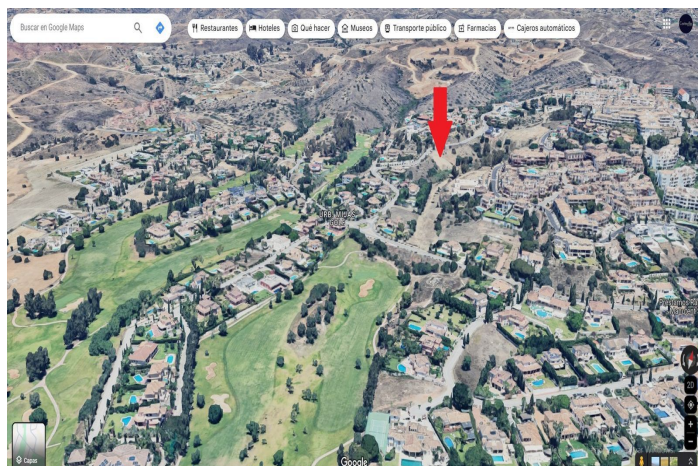 Buscar en Google Maps
Restaurantes
Hoteles
Qué hacer
Museos
Transporte público
Farmacias
Cajeros automáticos
2D
Capas
Google